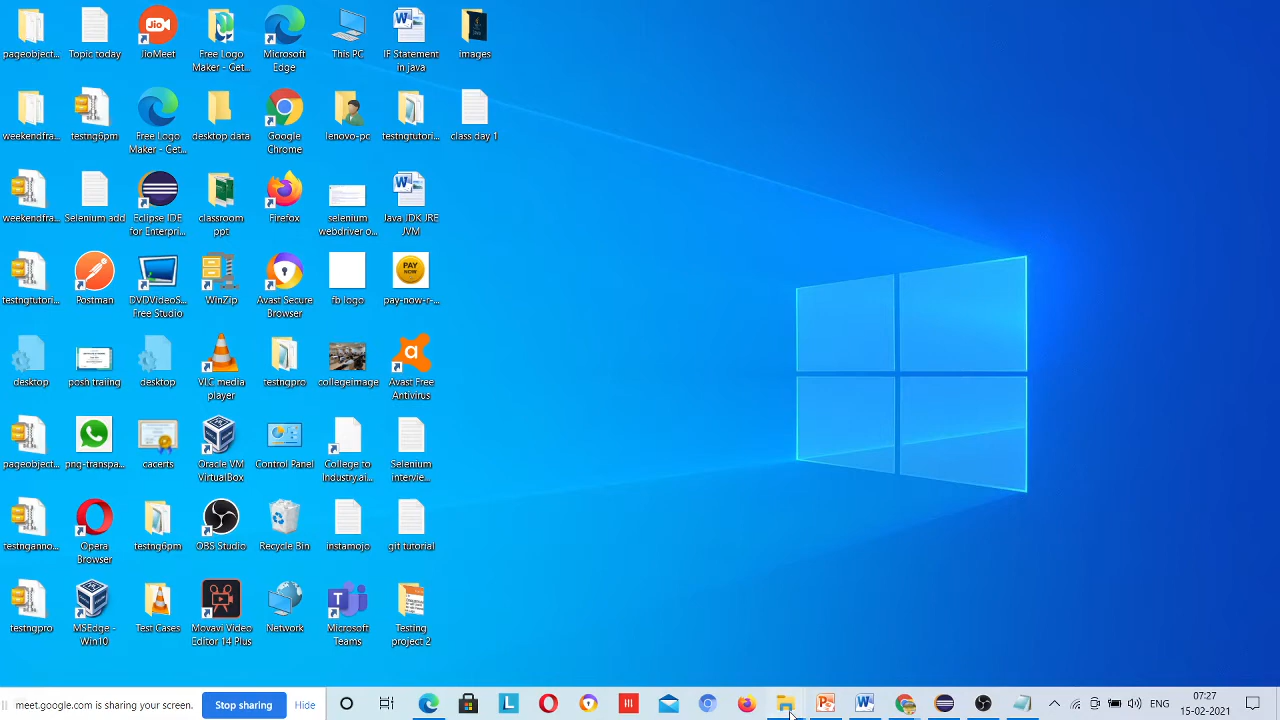 pageobject...
Topic today
JioMeet
Free Logo
Maker - Get...
Microsoft
Edge
This PC
IF Statement
in java
images
weekendfra...
testng6pm
Free Logo
Maker - Get...
desktop data
Google
Chrome
lenovo-pc
testngtutori...
class day 1
weekendfra...
Selenium add
Eclipse IDE
for Enterpri...
classroom
ppt
Firefox
selenium
webdriver o...
Java JDK JRE
JVM
testngtutori...
Postman
DVDVideoS...
Free Studio
WinZip
Avast Secure
Browser
fb logo
PAY
NOW
pay-now-r-...
desktop
posh traiing
desktop
VLC media
player
testngpro
collegeimage
Avast Free
Antivirus
pageobject...
png-transpa...
cacerts
Oracle VM
VirtualBox
Control Panel
College to
Industry.ai...
Selenium
intervie...
testnganno...
Opera
Browser
testng6pm
OBS Studio
Recycle Bin
instamojo
git tutorial
testngpro
MSEdge -
Win10
Test Cases
Movavi Video
Editor 14 Plus
Network
Microsoft
Teams
Testing
project 2
meet.google.com is sharing your screen.
Stop sharing
Hide
ENG
07:27
15-02-2021